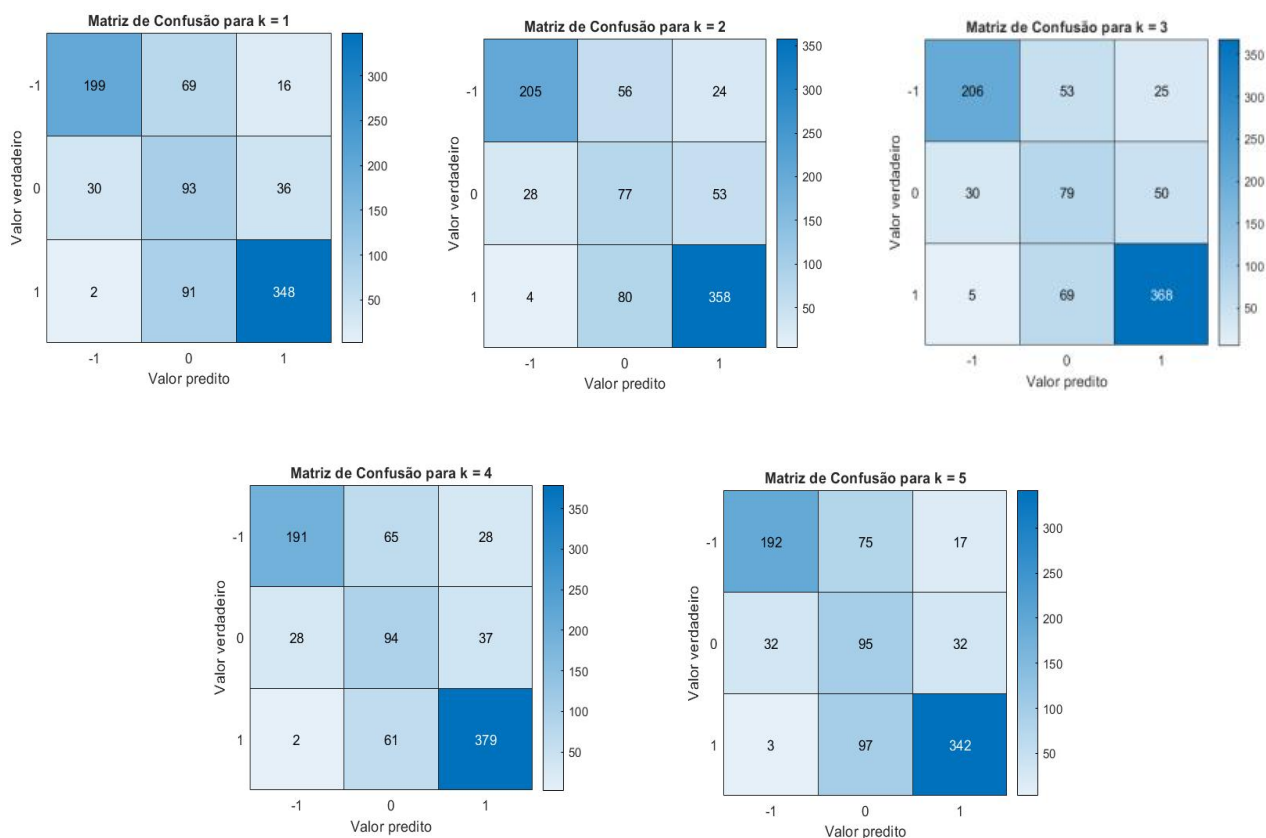 Matriz de Confusão para k = 1
-1 199 69 16
0 30 93 36
1 2 91 348
-1 0 1
Valor predito
Valor verdadeiro
300
250
200
150
100
50
Matriz de Confusão para k = 2
-1 205 56 24
0 28 77 53
1 4 80 358
-1 0 1
Valor predito
Valor verdadeiro
350
300
250
200
150
100
50
Matriz de Confusão para k = 3
-1 206 53 25
0 30 79 50
1 5 69 368
-1 0 1
Valor predito
Valor verdadeiro
350
300
250
200
150
100
50
Matriz de Confusão para k = 4
-1 191 65 28
0 28 94 37
1 2 61 379
-1 0 1
Valor predito
Valor verdadeiro
350
300
250
200
150
100
50
Matriz de Confusão para k = 5
-1 192 75 17
0 32 95 32
1 3 97 342
-1 0 1
Valor predito
Valor verdadeiro
300
250
200
150
100
50